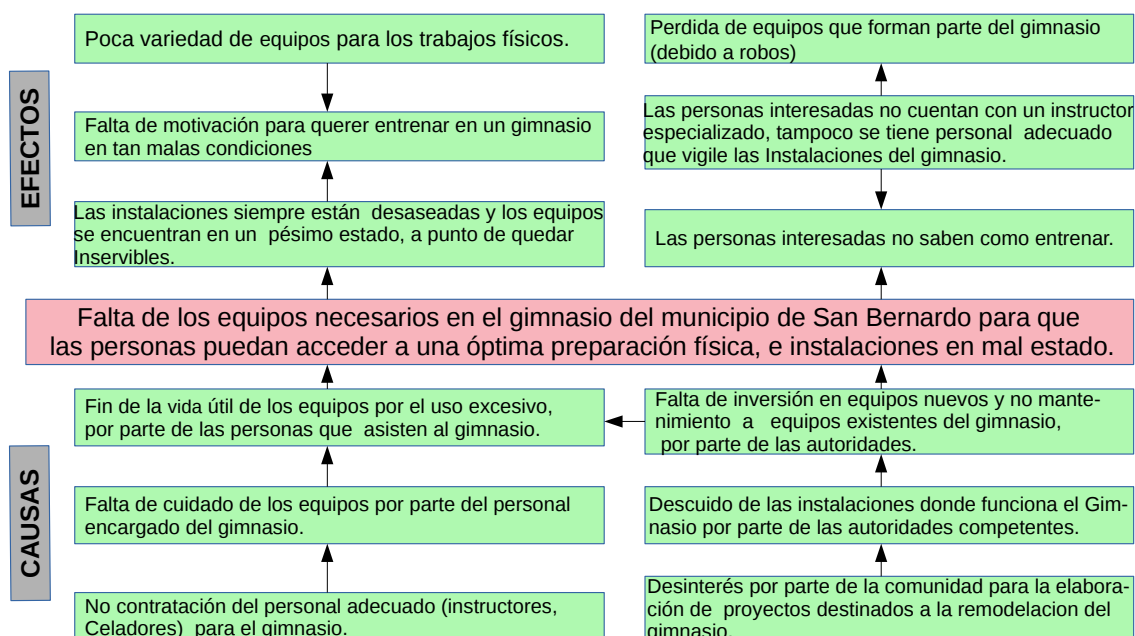 EFECTOS
Poca variedad de equipos para los trabajos físicos.
Perdida de equipos que forman parte del gimnasio
(debido a robos)
Falta de motivación para querer entrenar en un gimnasio
en tan malas condiciones
Las personas interesadas no cuentan con un instructor
especializado, tampoco se tiene personal adecuado
que vigile las Instalaciones del gimnasio.
Las instalaciones siempre están desaseadas y los equipos
se encuentran en un pésimo estado, a punto de quedar
Inservibles.
Las personas interesadas no saben como entrenar.
Falta de los equipos necesarios en el gimnasio del municipio de San Bernardo para que
las personas puedan acceder a una óptima preparación física, e instalaciones en mal estado.
CAUSAS
Fin de la vida útil de los equipos por el uso excesivo,
por parte de las personas que asisten al gimnasio.
Falta de inversión en equipos nuevos y no mante-
nimiento a equipos existentes del gimnasio,
por parte de las autoridades.
Falta de cuidado de los equipos por parte del personal
encargado del gimnasio.
Descuido de las instalaciones donde funciona el Gim-
nasio por parte de las autoridades competentes.
No contratación del personal adecuado (instructores,
Celadores) para el gimnasio.
Desinterés por parte de la comunidad para la elabora-
ción de proyectos destinados a la remodelacion del
gimnasio.